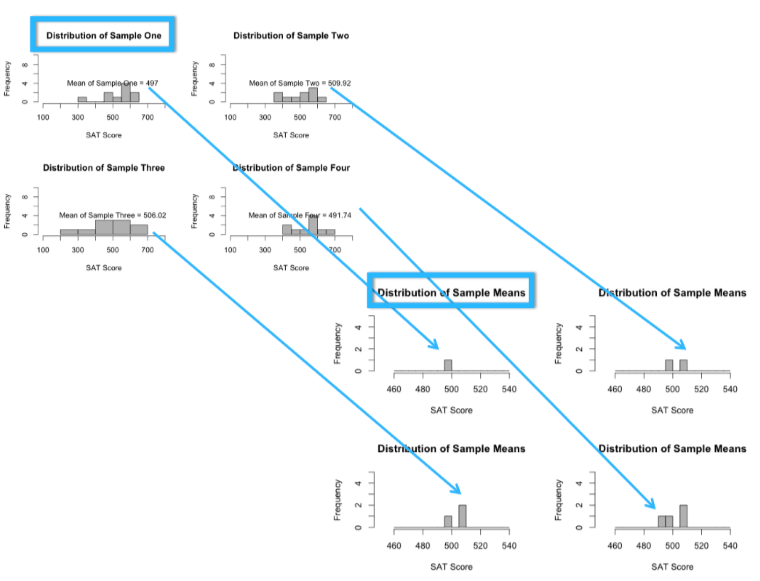 Distribution of Sample One
Frequency
0 4 8
Mean of Sample One = 497
100 300 500 700
SAT Score
Distribution of Sample Two
Frequency
0 4 8
Mean of Sample Two = 509.92
100 300 500 700
SAT Score
Distribution of Sample Three
Frequency
0 4 8
Mean of Sample Three = 506.02
100 300 500 700
SAT Score
Distribution of Sample Four
Frequency
0 4 8
Mean of Sample Four = 491.74
100 300 500 700
SAT Score
Distribution of Sample Means
Frequency
0 2 4
460 480 500 520 540
SAT Score
Distribution of Sample Means
Frequency
0 2 4
460 480 500 520 540
SAT Score
Distribution of Sample Means
Frequency
0 2 4
460 480 500 520 540
SAT Score
Distribution of Sample Means
Frequency
0 2 4
460 480 500 520 540
SAT Score